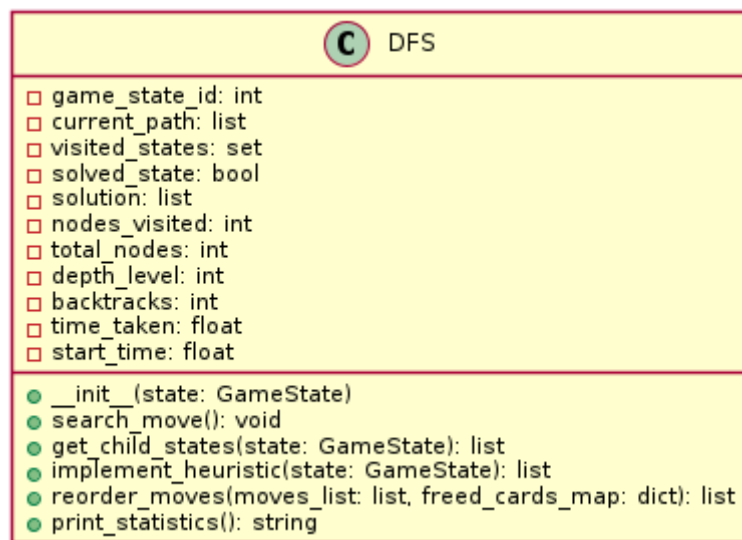 C DFS
game_state_id: int
current_path: list
visited_states: set
solved_state: bool
solution: list
nodes_visited: int
total_nodes: int
depth_level: int
backtracks: int
time_taken: float
start_time: float
__init__(state: GameState)
search_move(): void
get_child_states(state: GameState): list
implement_heuristic(state: GameState): list
reorder_moves(moves_list: list, freed_cards_map: dict): list
print_statistics(): string